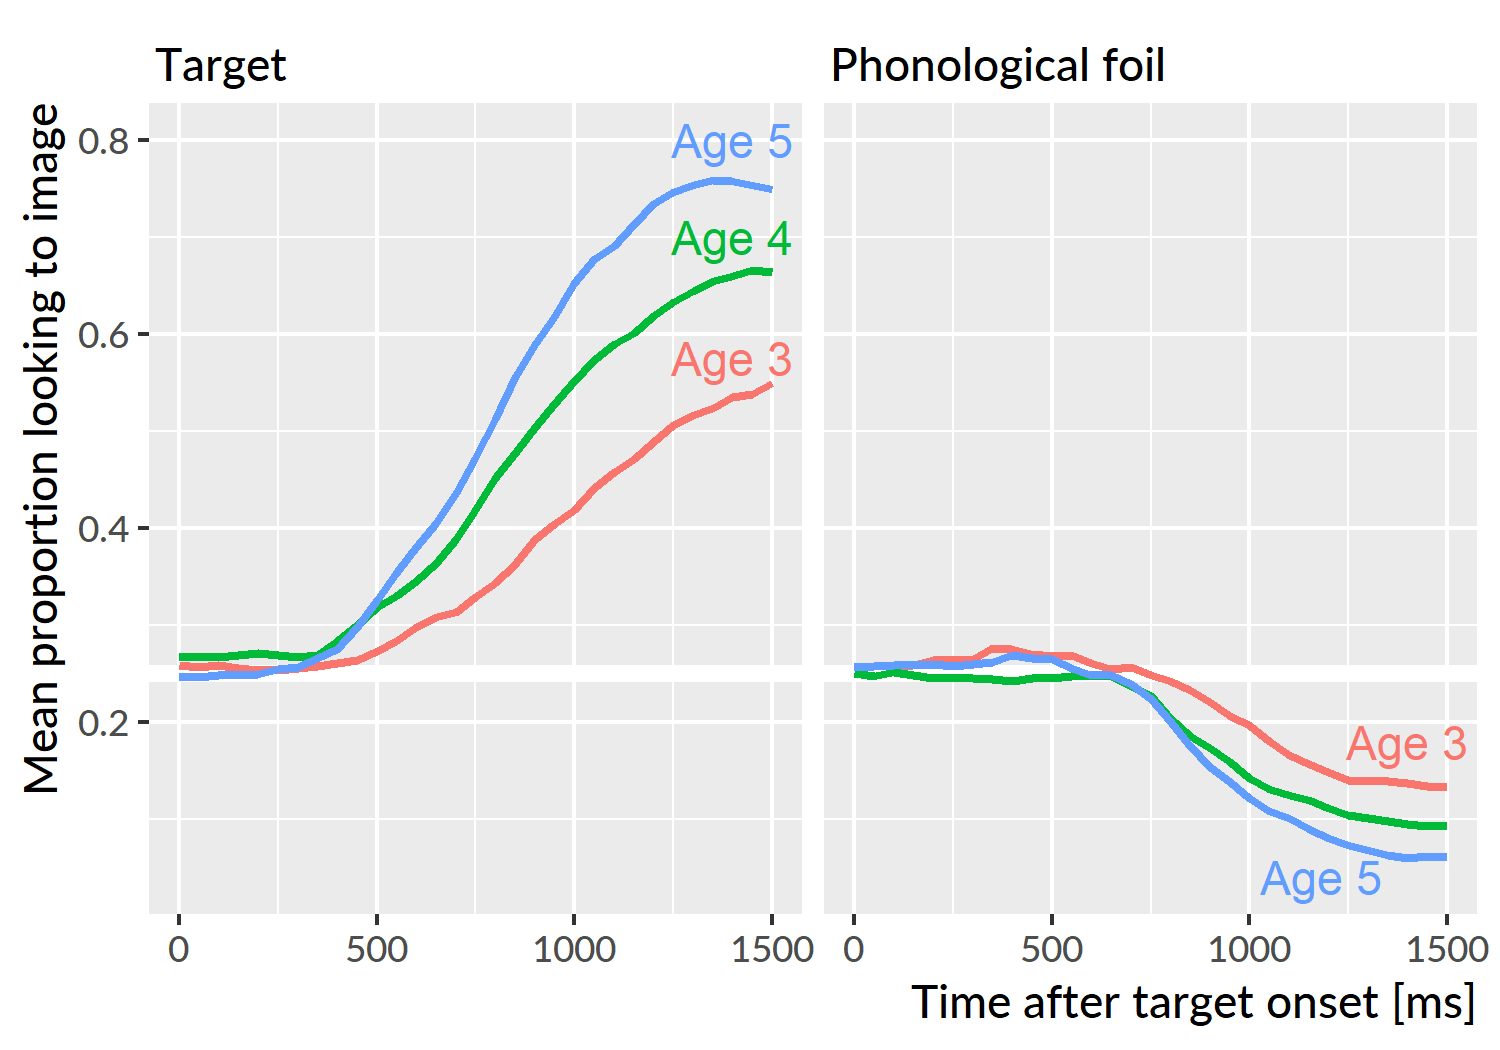 Target
Phonological foil
Mean proportion looking to image
0.8
0.6
0.4
0.2
Age 5
Age 4
Age 3
Age 3
Age 5
0 500 1000 1500
0 500 1000 1500
Time after target onset [ms]